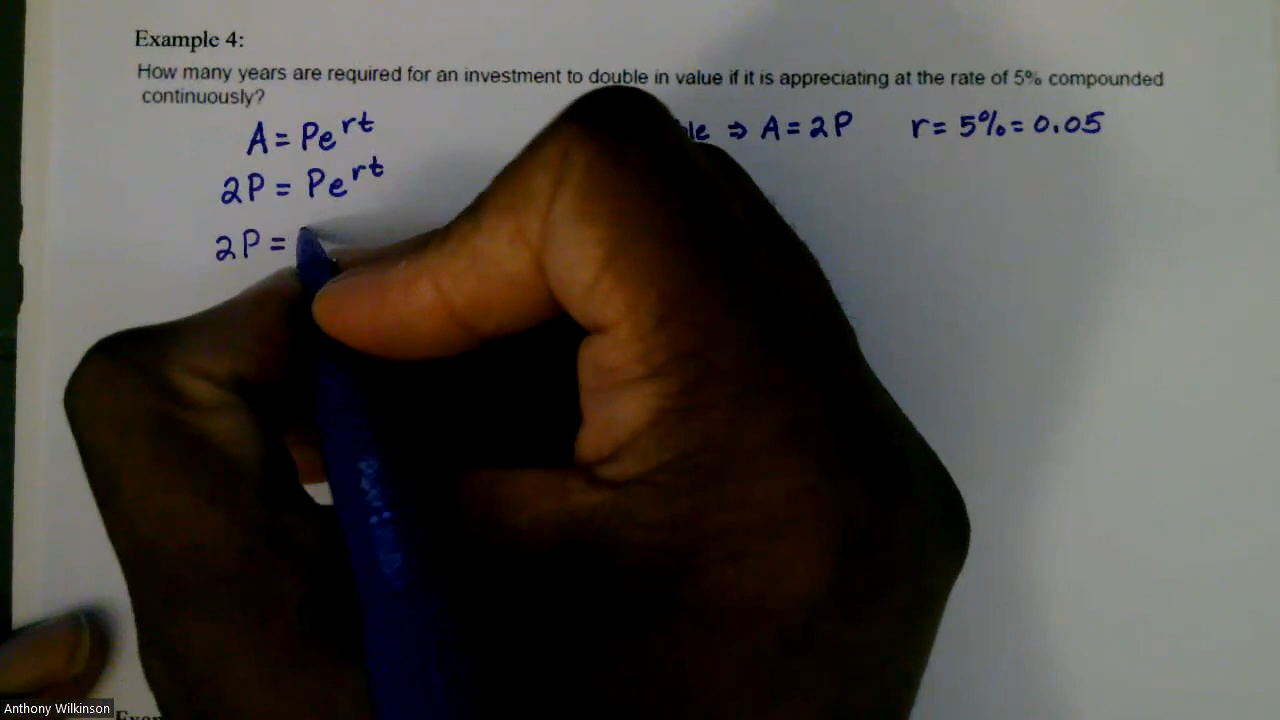 Example 4:
How many years are required for an investment to double in value if it is appreciating at the rate of 5% compounded
continuously?
A = Pe^rt
⇒ A = 2P r = 5% = 0.05
2P = Pe^rt
2P =
Anthony Wilkinson